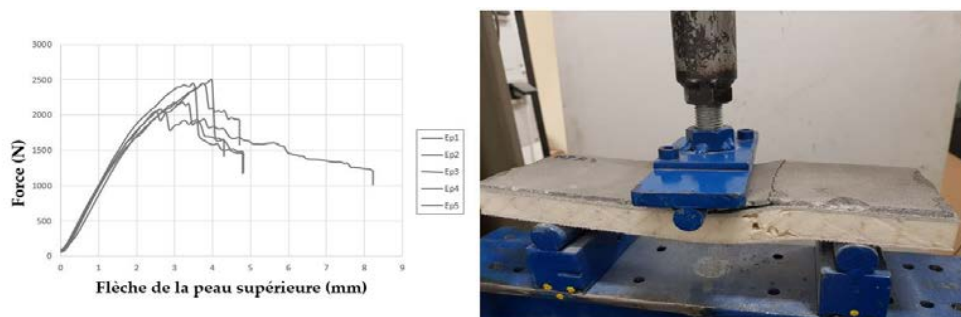 3000
2500
2000
1500
1000
500
0
Force (N)
0 1 2 3 4 5 6 7 8 9
Flèche de la peau supérieure (mm)
Ep1
Ep2
Ep3
Ep4
Ep5